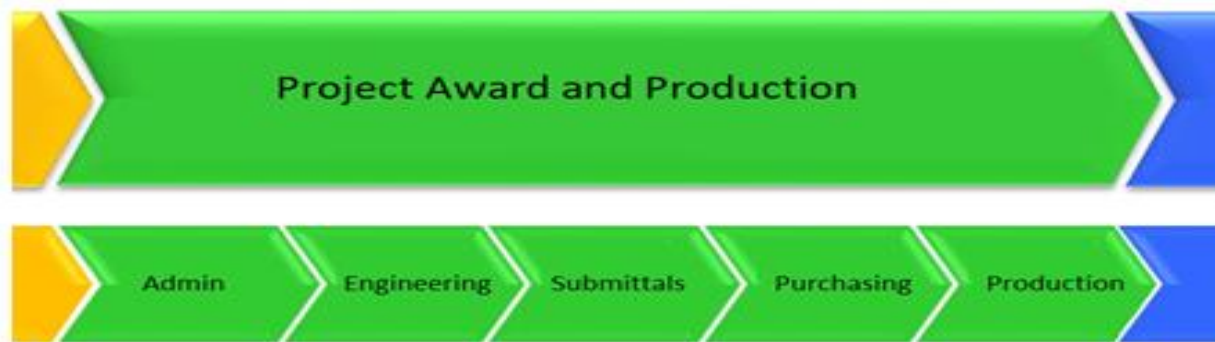 Project Award and Production
Admin Engineering Submittals Purchasing Production